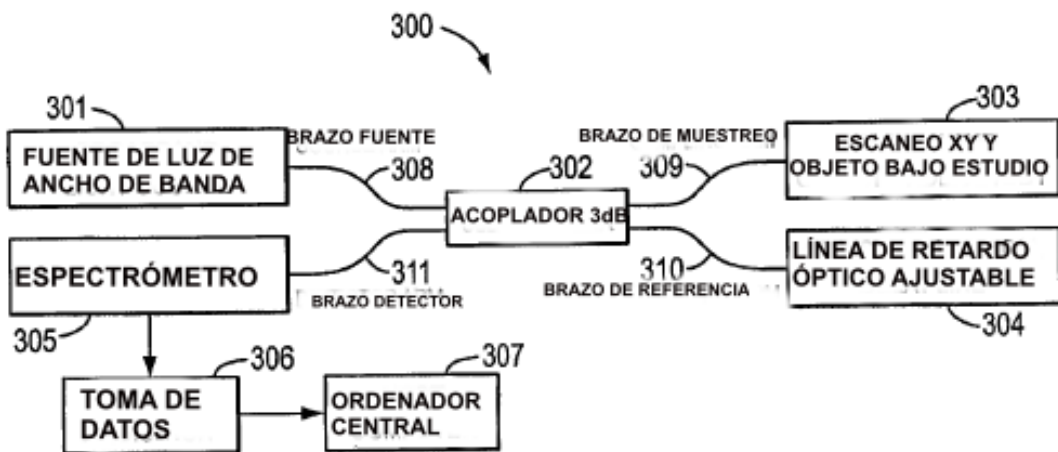 300
301
BRAZO FUENTE
BRAZO DE MUESTREO
303
FUENTE DE LUZ DE
ANCHO DE BANDA
308
302
309
ESCANEO XY Y
OBJETO BAJO ESTUDIO
ACOPLADOR 3dB
ESPECTRÓMETRO
311
BRAZO DETECTOR
310
BRAZO DE REFERENCIA
LÍNEA DE RETARDO
ÓPTICO AJUSTABLE
305
304
306
307
TOMA DE
DATOS
ORDENADOR
CENTRAL